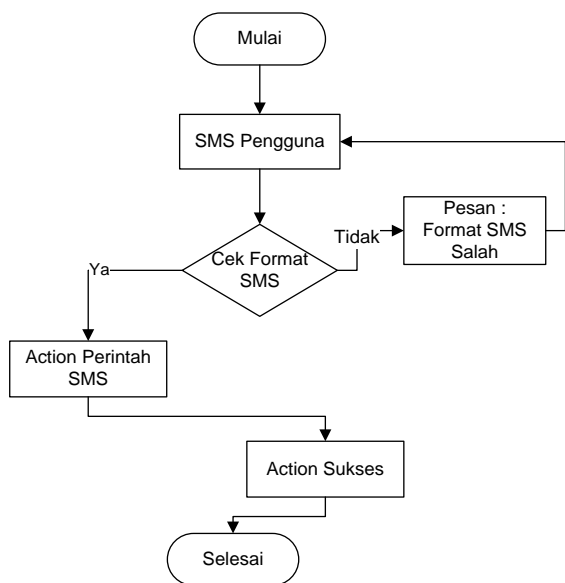 Mulai
SMS Pengguna
Pesan :
Format SMS
Salah
Tidak
Cek Format
SMS
Ya
Action Perintah
SMS
Action Sukses
Selesai